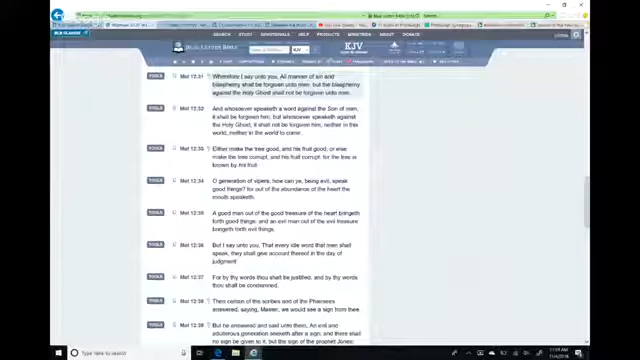 SEARCH STUDY DEVOTIONALS HELP PRODUCTS MINISTRIES ABOUT DONATE
BLUE LETTER BIBLE
KJV
KJV
TOOLS Mat 12:31 Wherefore I say unto you, All manner of sin and
blasphemy shall be forgiven unto men: but the blasphemy
against the Holy Ghost shall not be forgiven unto men.
TOOLS Mat 12:32 And whosoever speaketh a word against the Son of man,
it shall be forgiven him: but whosoever speaketh against
the Holy Ghost, it shall not be forgiven him, neither in this
world, neither in the world to come.
TOOLS Mat 12:33 Either make the tree good, and his fruit good; or else
make the tree corrupt, and his fruit corrupt: for the tree is
known by his fruit.
TOOLS Mat 12:34 O generation of vipers, how can ye, being evil, speak
good things? for out of the abundance of the heart the
mouth speaketh.
TOOLS Mat 12:35 A good man out of the good treasure of the heart bringeth
forth good things: and an evil man out of the evil treasure
bringeth forth evil things.
TOOLS Mat 12:36 But I say unto you, That every idle word that men shall
speak, they shall give account thereof in the day of
judgment.
TOOLS Mat 12:37 For by thy words thou shalt be justified, and by thy words
thou shalt be condemned.
TOOLS Mat 12:38 Then certain of the scribes and of the Pharisees
answered, saying, Master, we would see a sign from thee.
TOOLS Mat 12:39 But he answered and said unto them, An evil and
adulterous generation seeketh after a sign; and there shall
no sign be given to it, but the sign of the prophet Jonas:
Type here to search